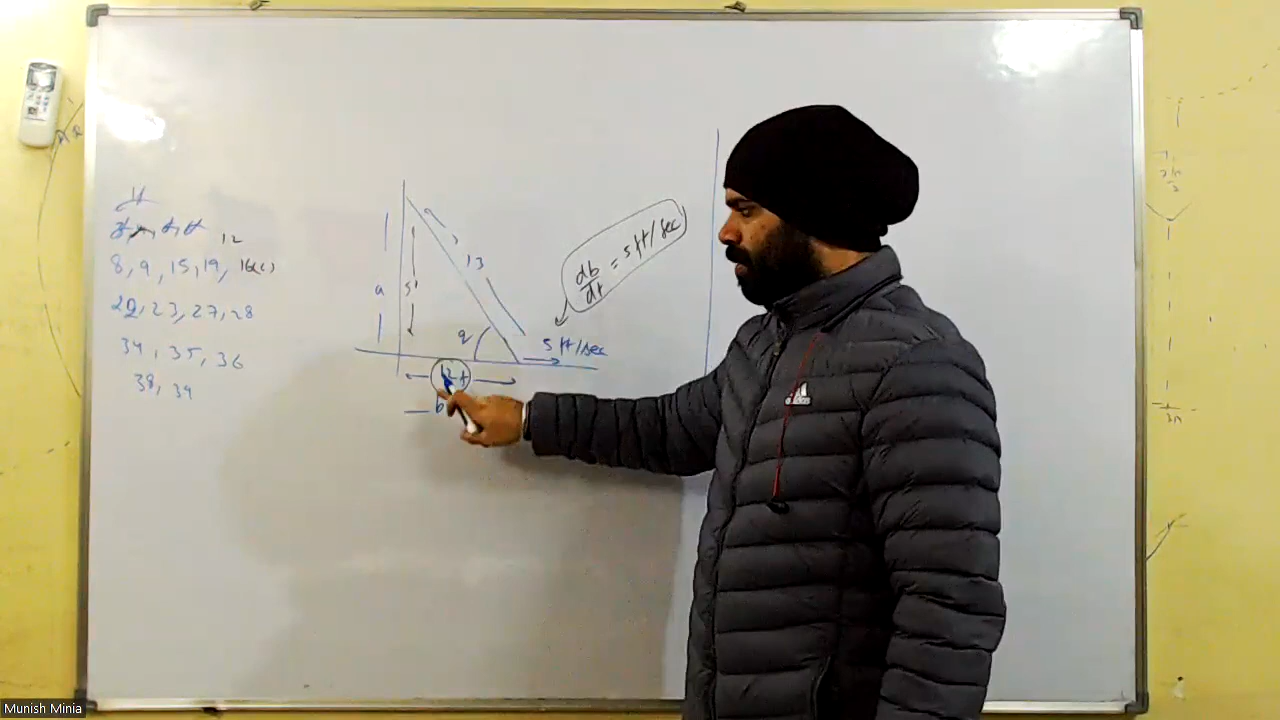 12
8, 9, 15, 19, 16(c)
22, 23, 27, 28
34, 35, 36
38, 39
a
5'
13
db/dt = 5 ft/sec
5 ft/sec
12
b
adidas
Munish Minia